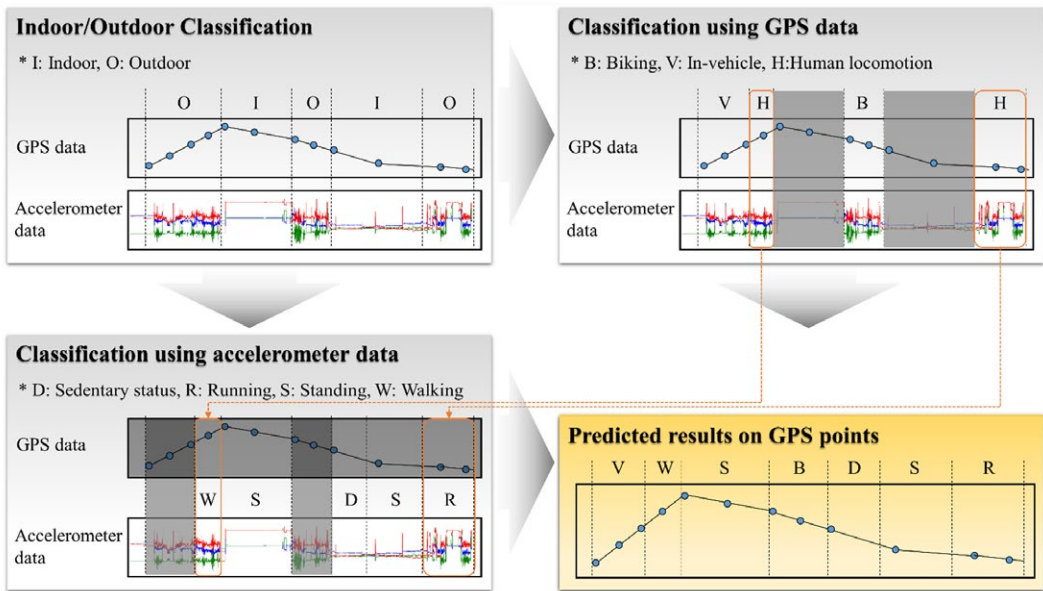 Indoor/Outdoor Classification
* I: Indoor, O: Outdoor
O I O I O
GPS data
Accelerometer
data
Classification using GPS data
* B: Biking, V: In-vehicle, H:Human locomotion
V H B H
GPS data
Accelerometer
data
Classification using accelerometer data
* D: Sedentary status, R: Running, S: Standing, W: Walking
GPS data
W S D S R
Accelerometer
data
Predicted results on GPS points
V W S B D S R